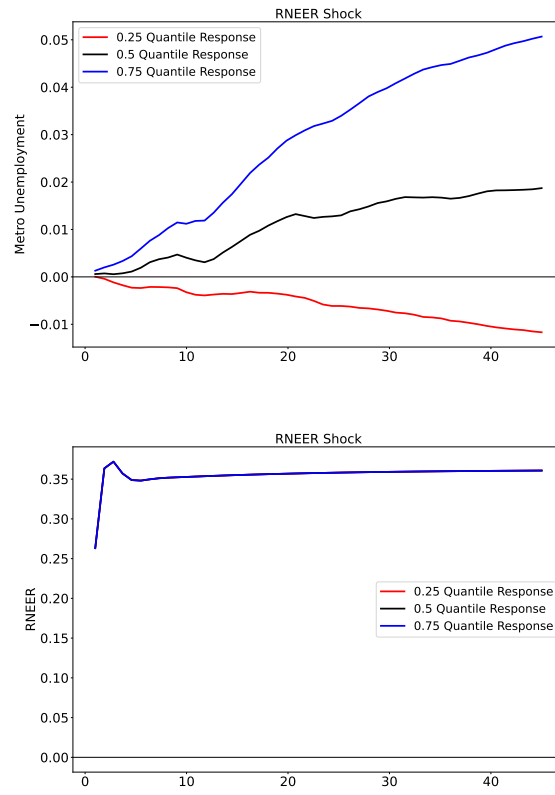 RNEER Shock
0.25 Quantile Response
0.5 Quantile Response
0.75 Quantile Response
Metro Unemployment
0.05
0.04
0.03
0.02
0.01
0.00
−0.01
0 10 20 30 40
RNEER Shock
RNEER
0.35
0.30
0.25
0.20
0.15
0.10
0.05
0.00
0.25 Quantile Response
0.5 Quantile Response
0.75 Quantile Response
0 10 20 30 40